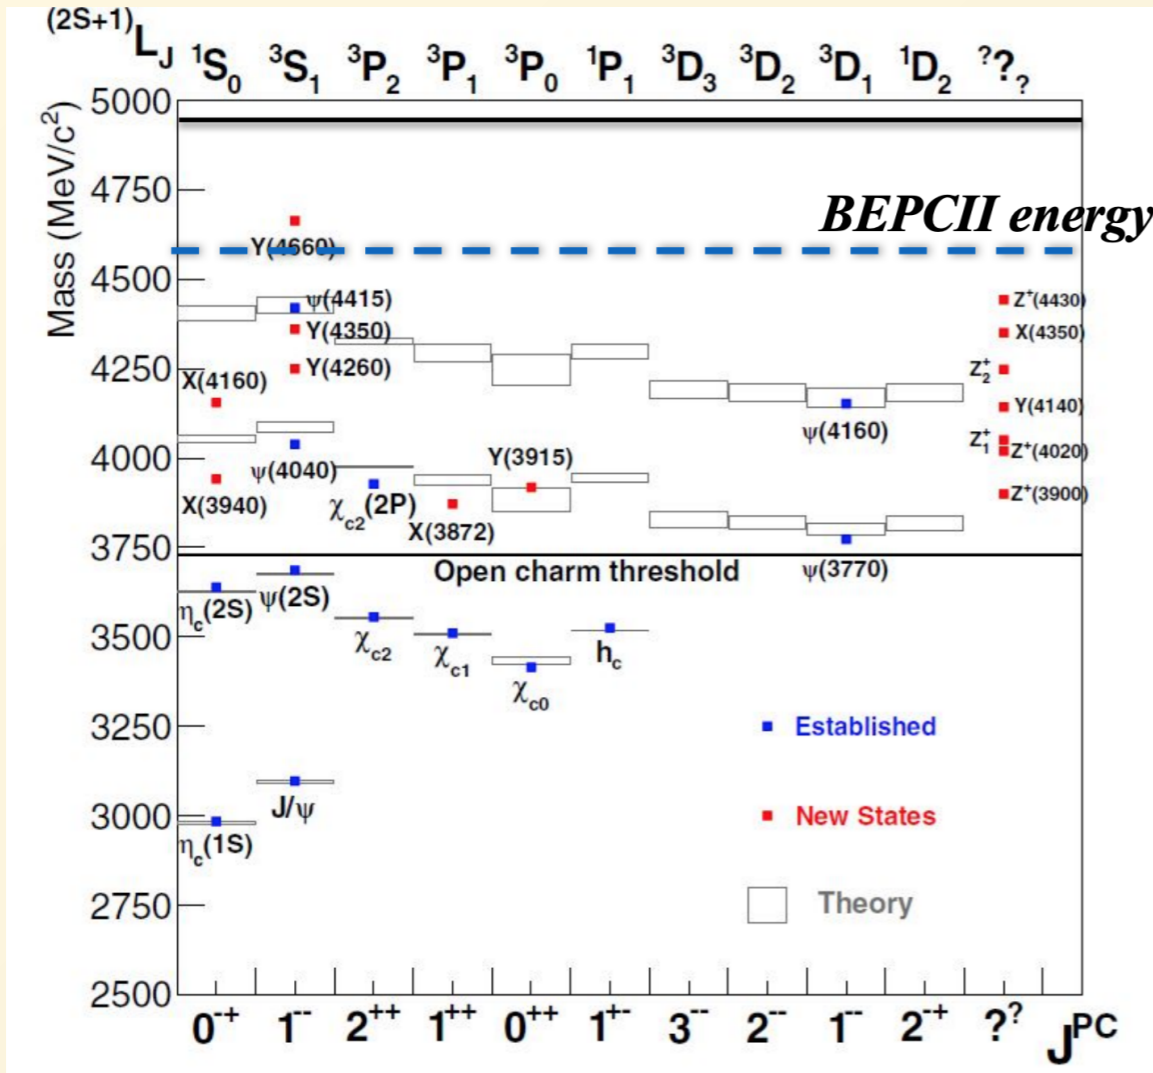 (2S+1)L_J ¹S₀ ³S₁ ³P₂ ³P₁ ³P₀ ¹P₁ ³D₃ ³D₂ ³D₁ ¹D₂ ?? ?
Mass (MeV/c²)
5000
4750
BEPCII energy
Y(4660)
4500
ψ(4415)
Z⁺(4430)
Y(4350)
X(4350)
4250
Y(4260)
Z₂⁺
X(4160)
Y(4140)
ψ(4160)
Z₁⁺
4000
Y(3915)
Z⁺(4020)
ψ(4040)
X(3940)
χc2(2P)
Z⁺(3900)
X(3872)
3750
Open charm threshold
ψ(3770)
ηc(2S)
ψ(2S)
3500
χc2
χc1
hc
χc0
3250
Established
3000
J/ψ
New States
ηc(1S)
2750
Theory
2500
0⁻⁺ 1⁻⁻ 2⁺⁺ 1⁺⁺ 0⁺⁺ 1⁺⁻ 3⁻⁻ 2⁻⁻ 1⁻⁻ 2⁻⁺ ?? J^PC